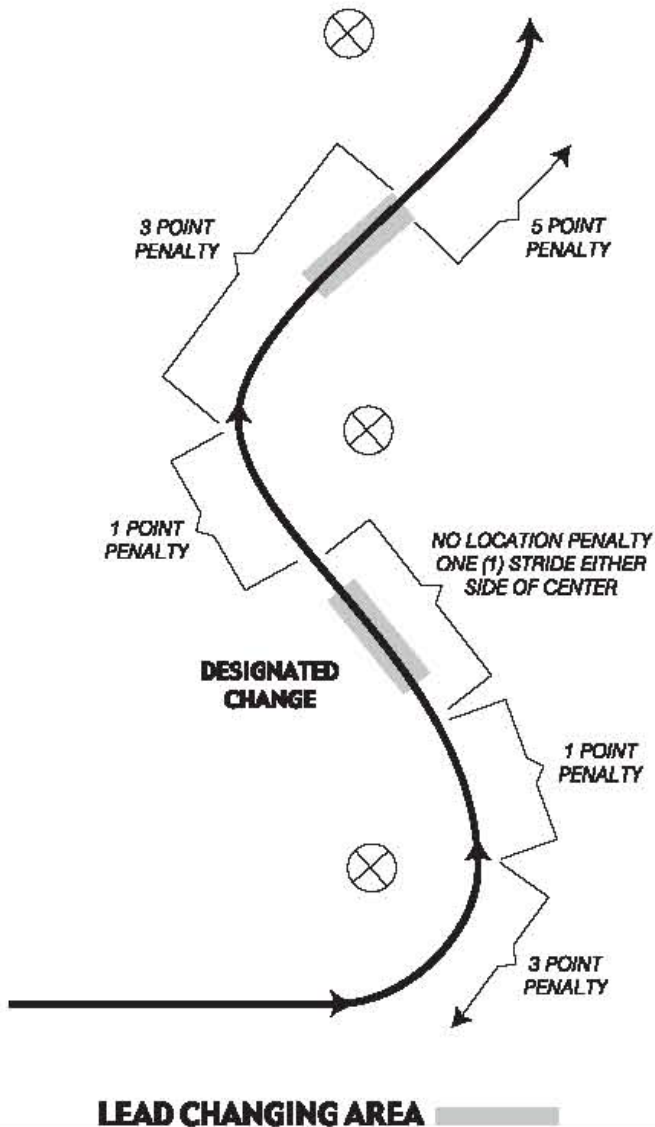 3 POINT
PENALTY
5 POINT
PENALTY
1 POINT
PENALTY
NO LOCATION PENALTY
ONE (1) STRIDE EITHER
SIDE OF CENTER
DESIGNATED
CHANGE
1 POINT
PENALTY
3 POINT
PENALTY
LEAD CHANGING AREA